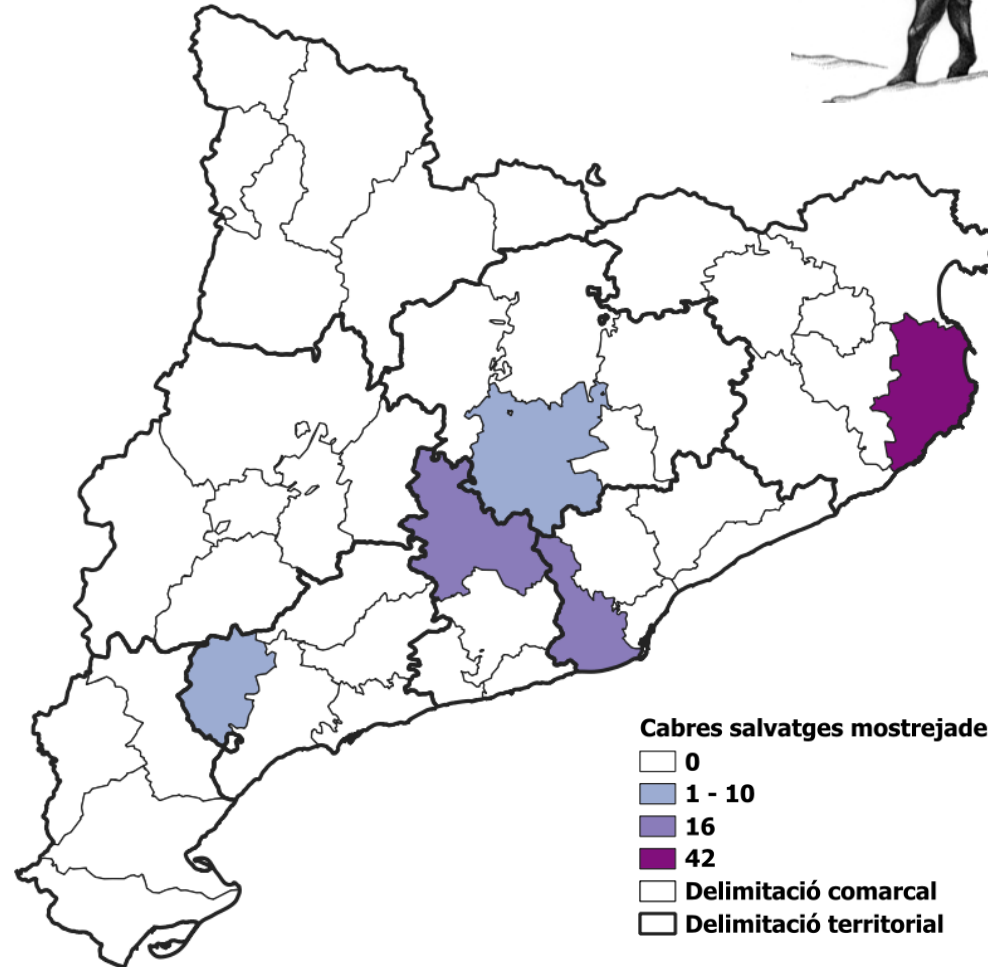 Cabres salvatges mostrejade
0
1 - 10
16
42
Delimitació comarcal
Delimitació territorial